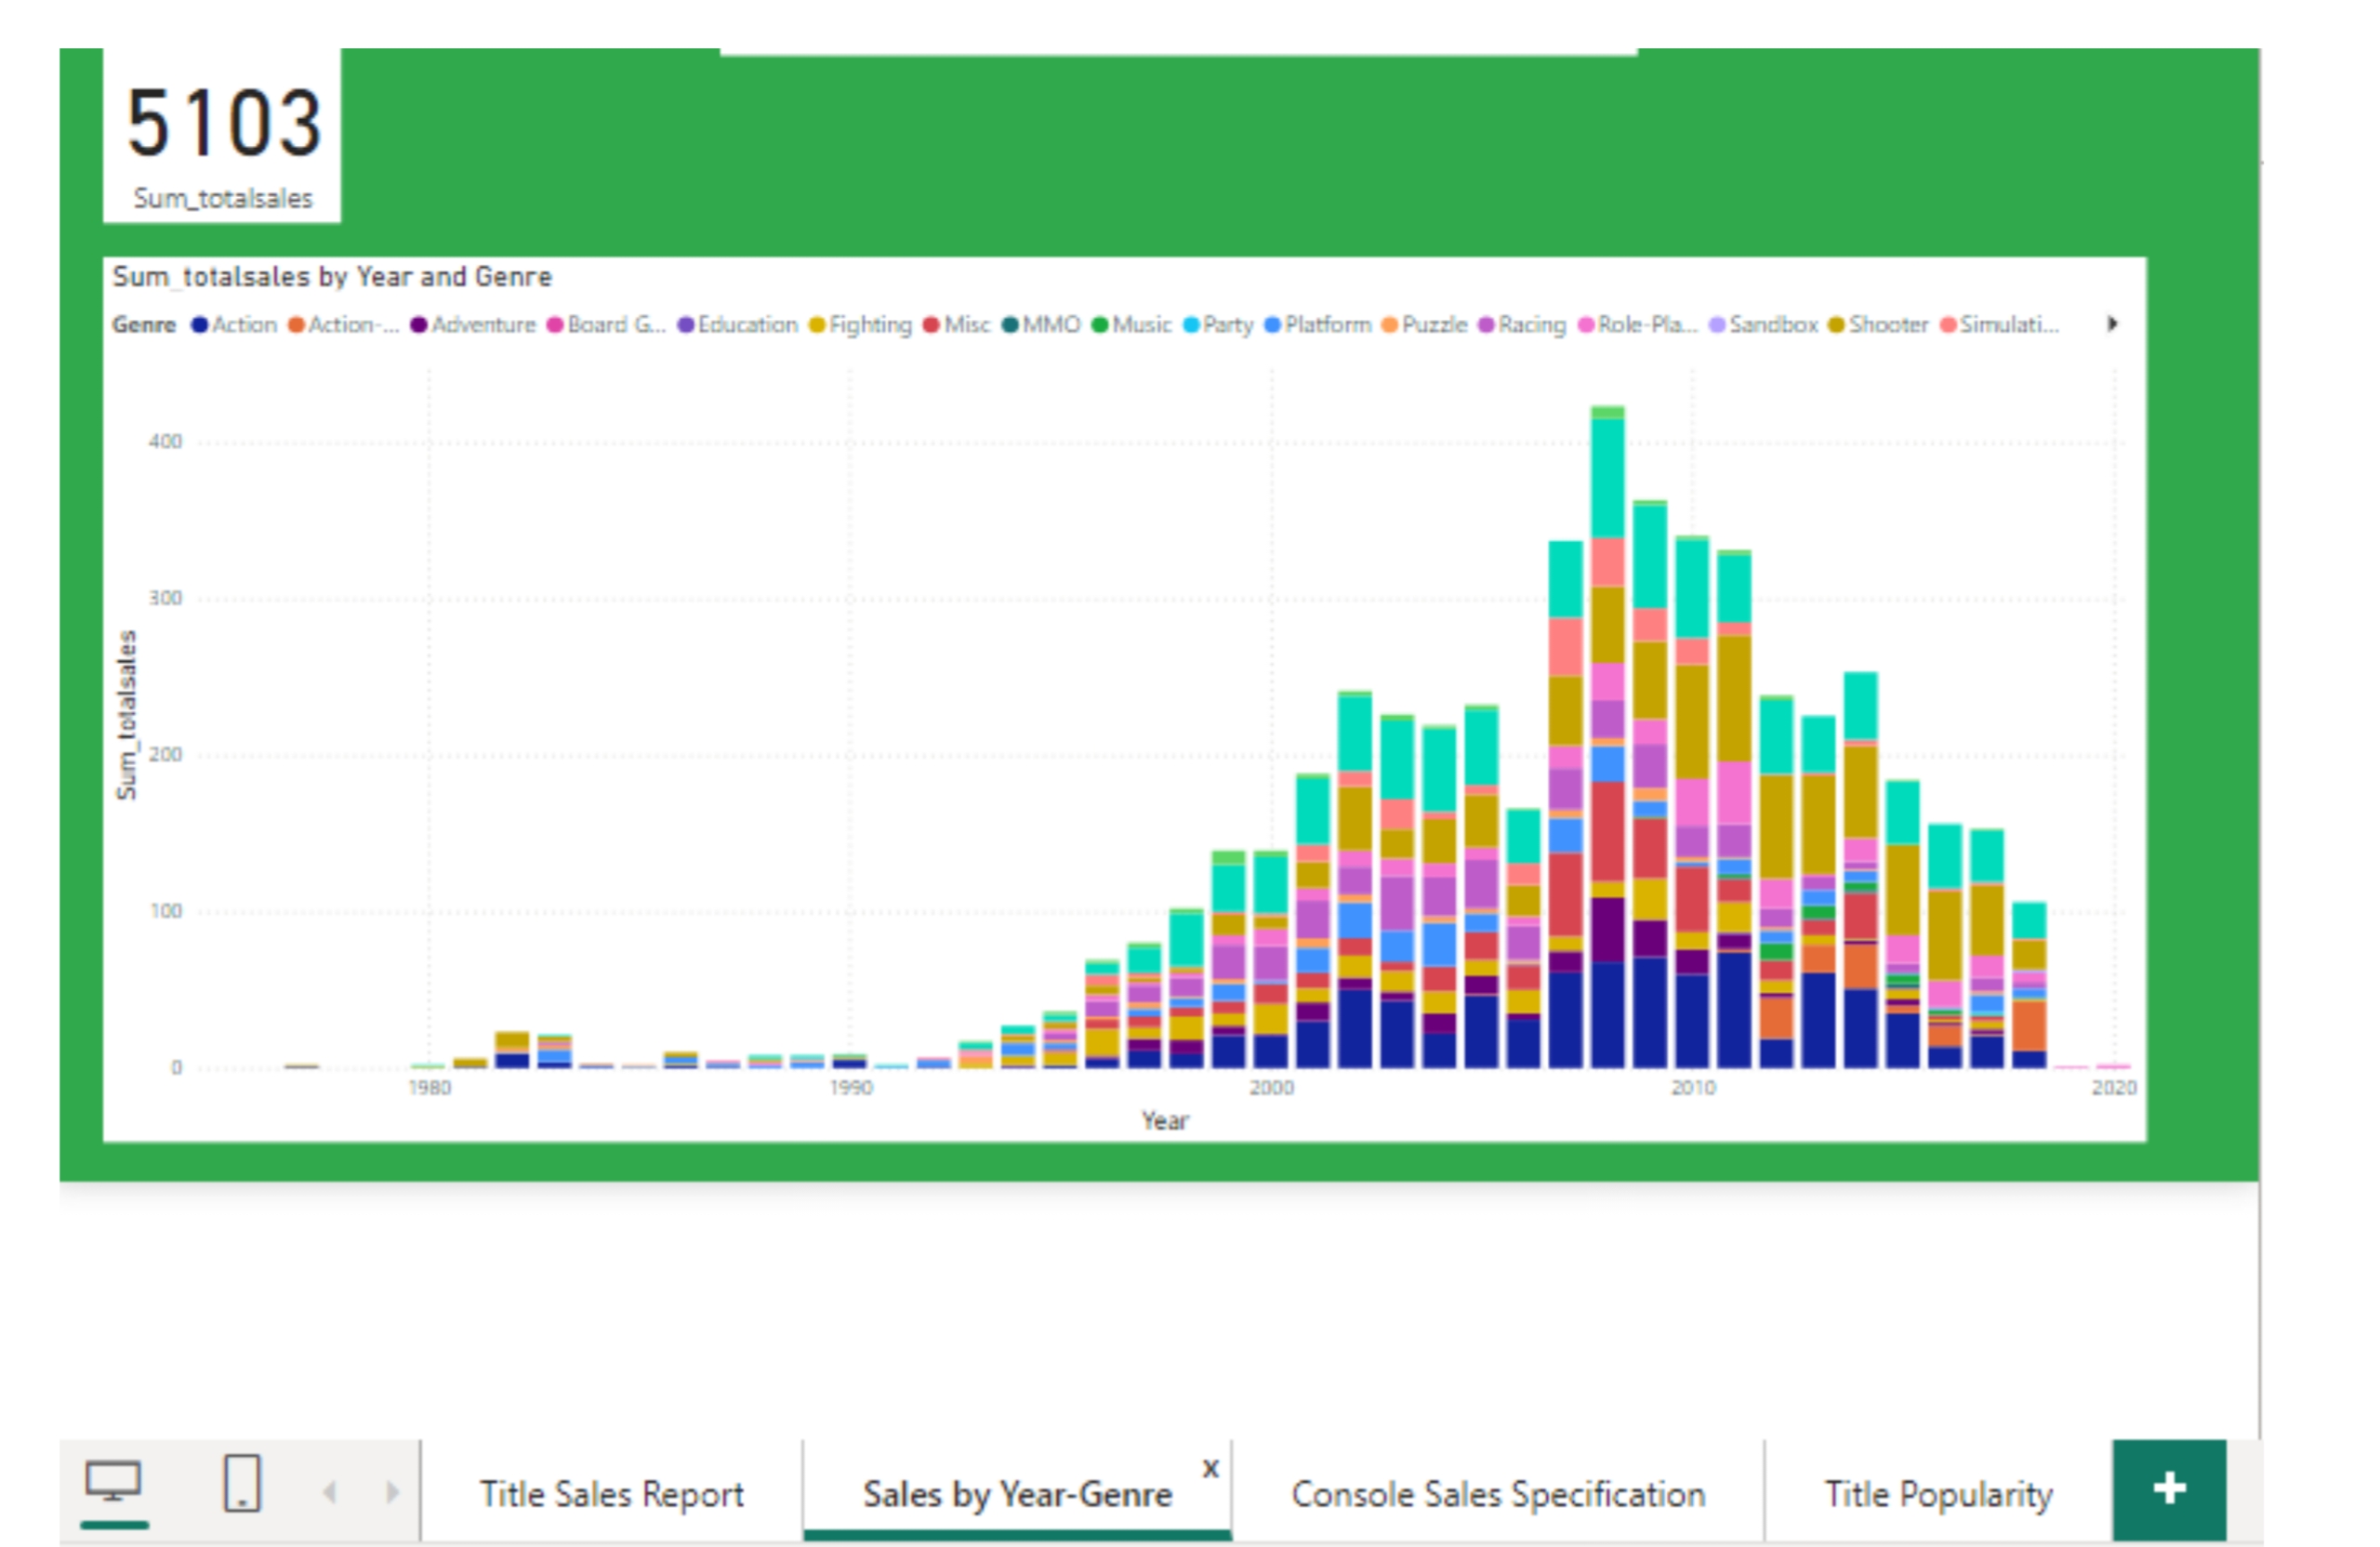 5103
Sum_totalsales
Sum_totalsales by Year and Genre
Genre Action Action-... Adventure Board G... Education Fighting Misc MMO Music Party Platform Puzzle Racing Role-Pla... Sandbox Shooter Simulati...
400
300
200
100
0
Sum_totalsales
1980 1990 2000 2010 2020
Year
Title Sales Report Sales by Year-Genre x Console Sales Specification Title Popularity +